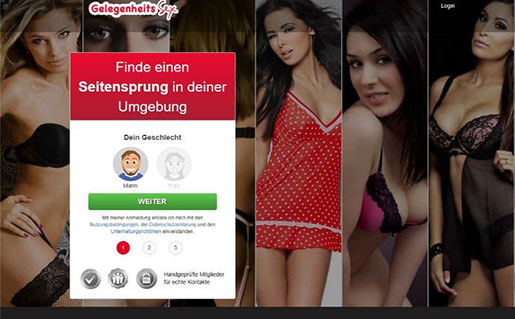 Gelegenheits Sex
Login
Finde einen
Seitensprung in deiner
Umgebung
Dein Geschlecht
Mann
Frau
WEITER
Mit meiner Anmeldung erkläre ich mich mit den
Nutzungsbedingungen, der Datenschutzerklärung und den
Unterhaltungsrichtlinien einverstanden.
1 2 3
Handgeprüfte Mitglieder
für echte Kontakte